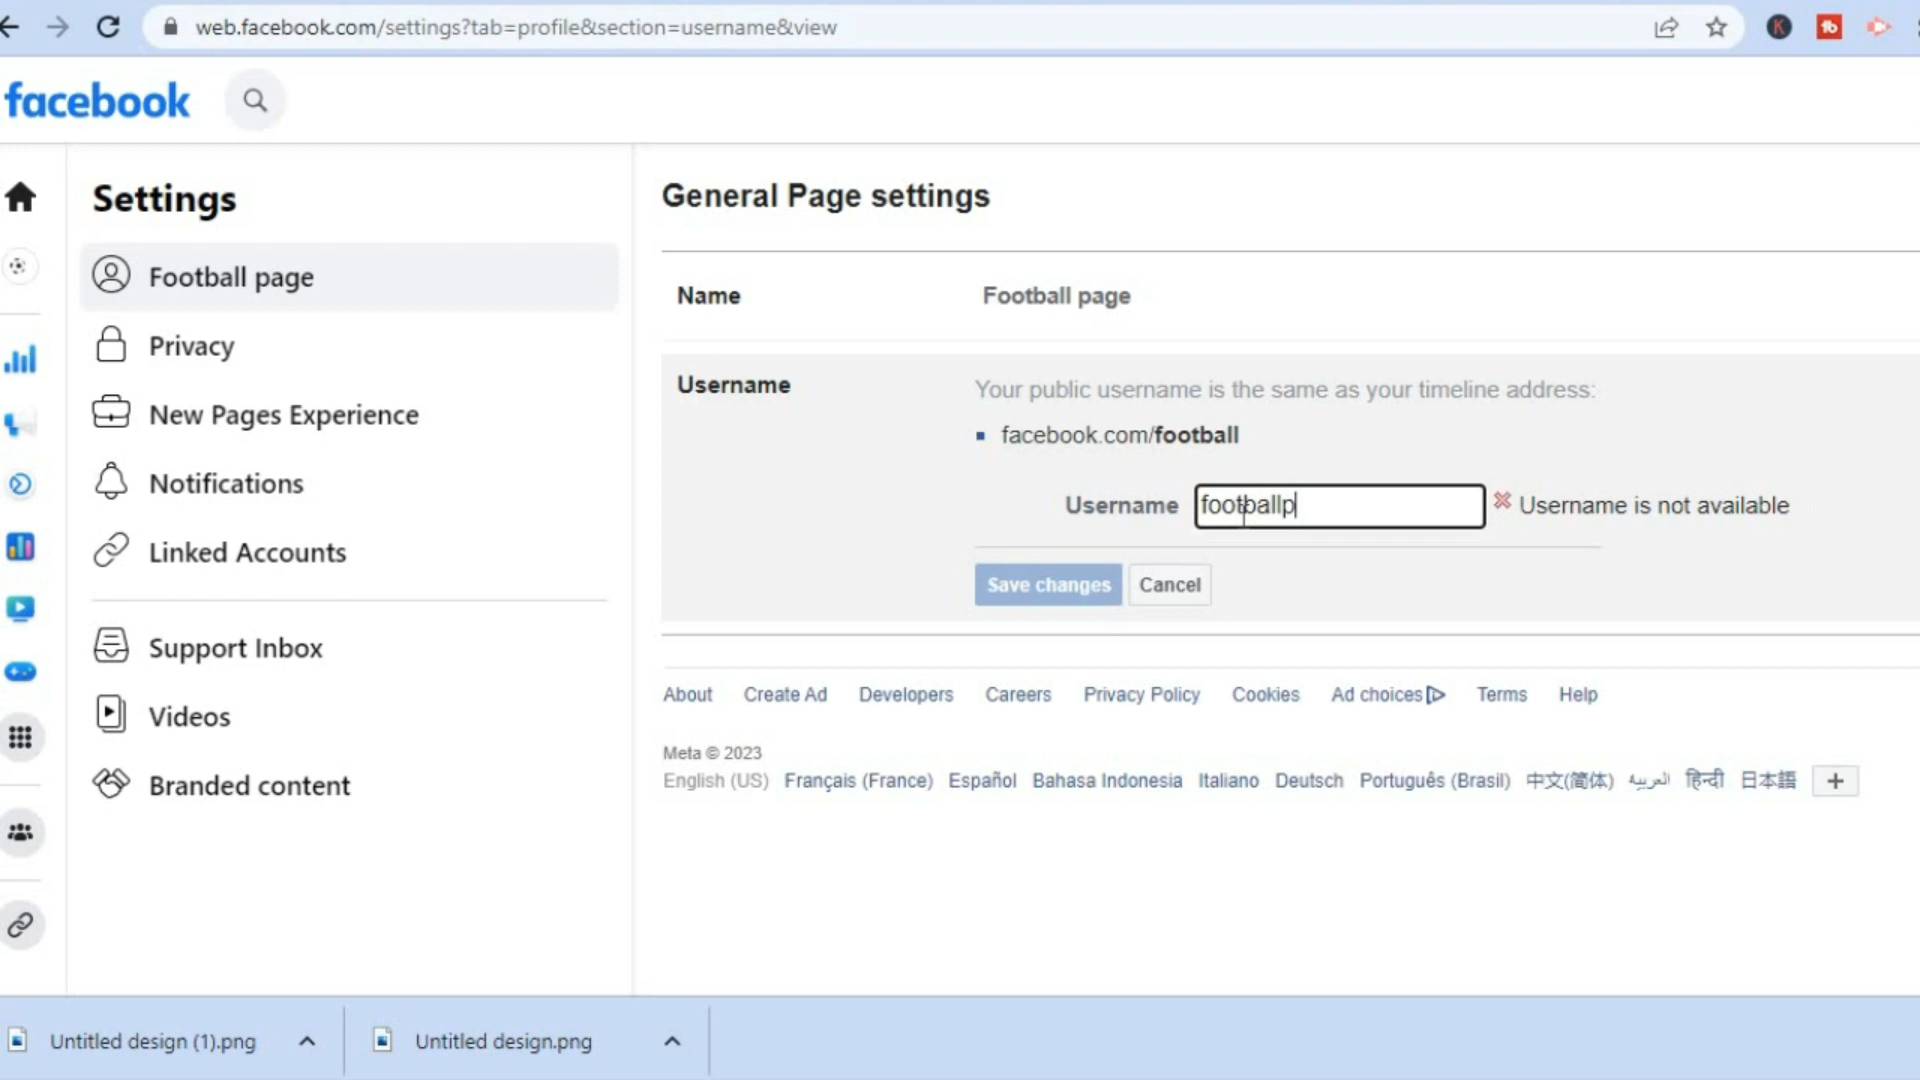 web.facebook.com/settings?tab=profile&section=username&view
K
tb
facebook
Settings
Football page
Privacy
New Pages Experience
Notifications
Linked Accounts
Support Inbox
Videos
Branded content
General Page settings
Name Football page
Username Your public username is the same as your timeline address:
facebook.com/football
Username footballp Username is not available
Save changes Cancel
About Create Ad Developers Careers Privacy Policy Cookies Ad choices Terms Help
Meta © 2023
English (US) Français (France) Español Bahasa Indonesia Italiano Deutsch Português (Brasil) 中文(简体) العربية हिन्दी 日本語 +
Untitled design (1).png Untitled design.png